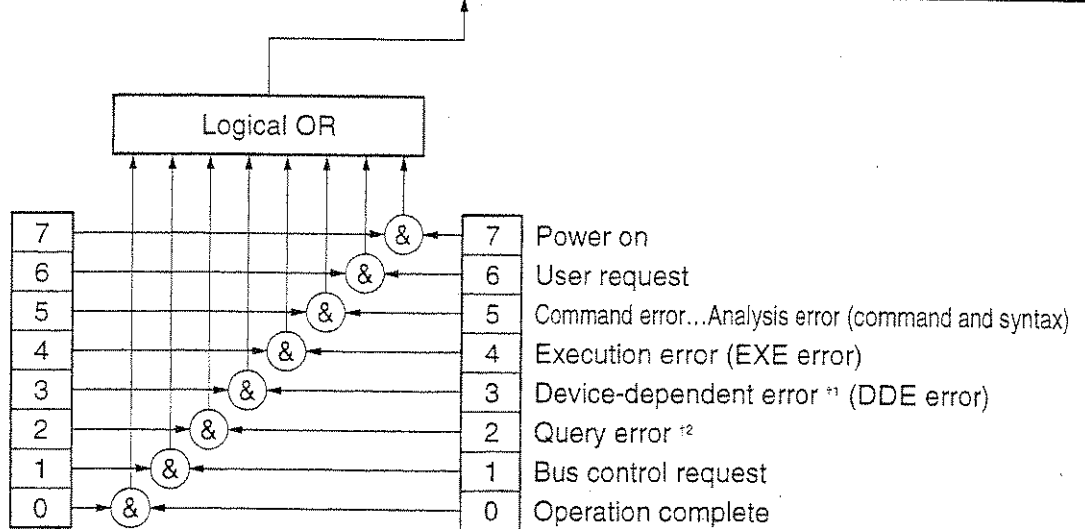 Logical OR
7 & 7 Power on
6 & 6 User request
5 & 5 Command error...Analysis error (command and syntax)
4 & 4 Execution error (EXE error)
3 & 3 Device-dependent error †1 (DDE error)
2 & 2 Query error †2
1 & 1 Bus control request
0 & 0 Operation complete